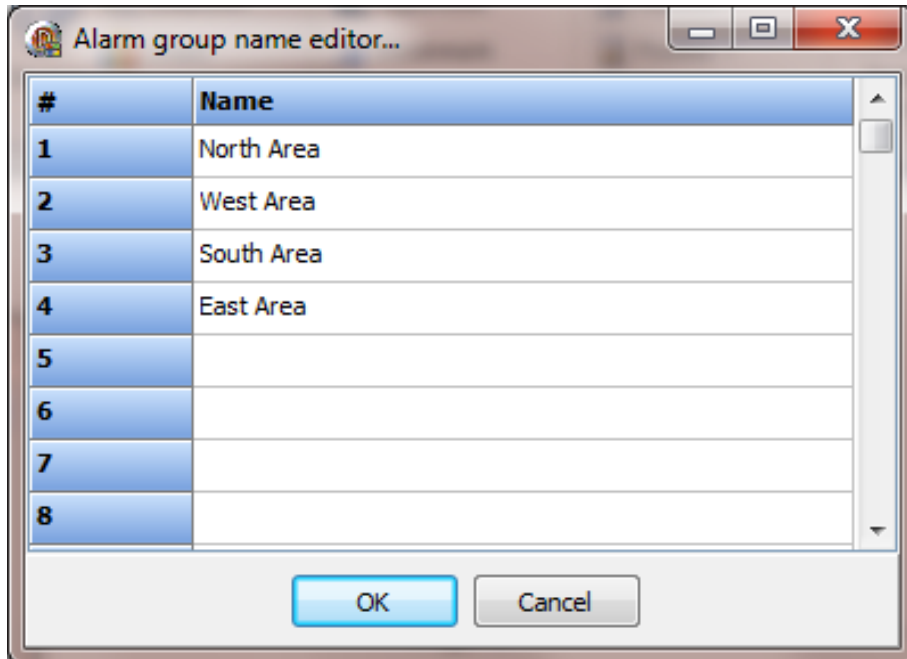 Alarm group name editor...
# Name
1 North Area
2 West Area
3 South Area
4 East Area
5
6
7
8
OK Cancel